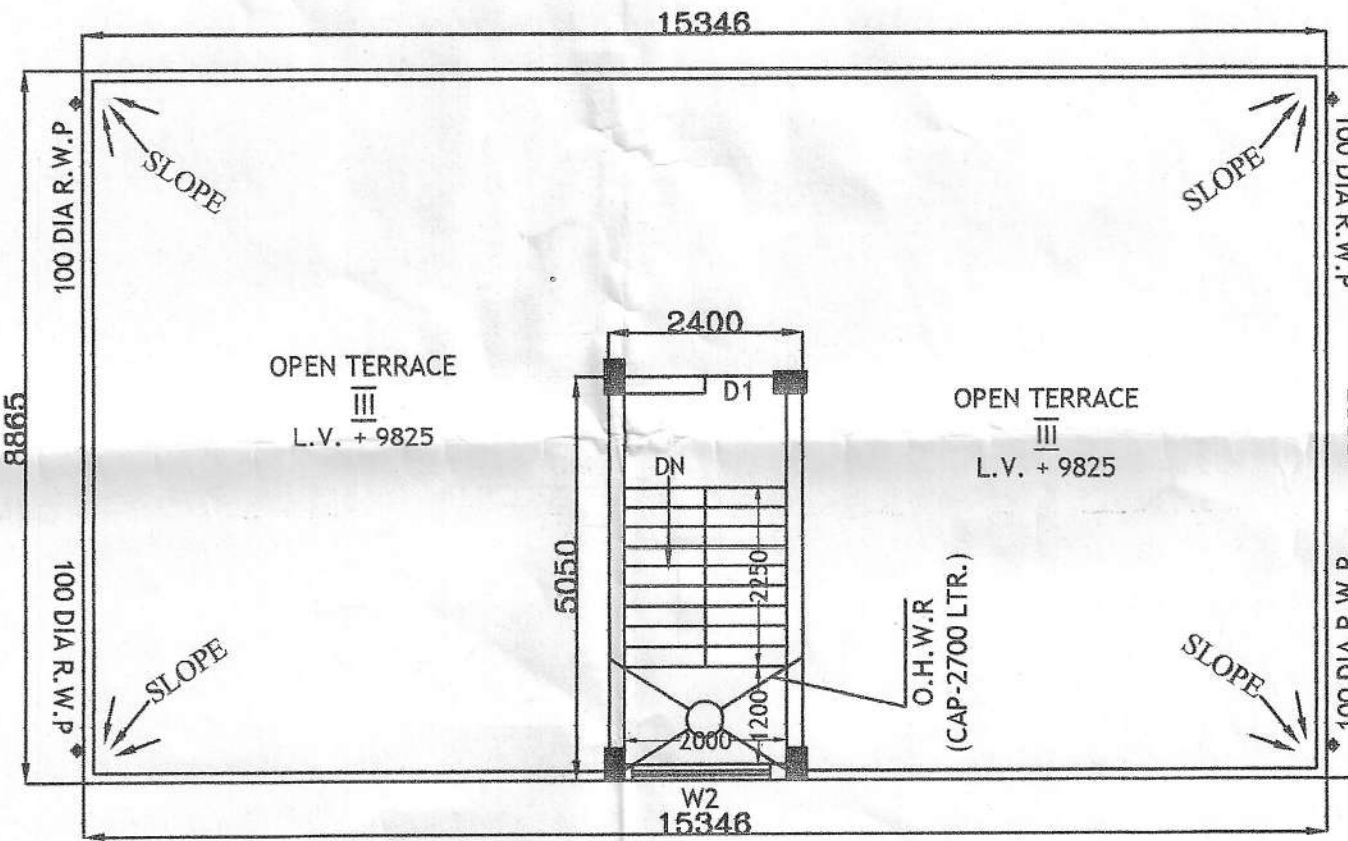 15346
100 DIA R.W.P
SLOPE
SLOPE
100 DIA R.W.P
8865
2400
D1
OPEN TERRACE
III
L.V. + 9825
OPEN TERRACE
III
L.V. + 9825
DN
5050
2250
O.H.W.R
(CAP-2700 LTR.)
100 DIA R.W.P
SLOPE
1200
2000
SLOPE
100 DIA R.W.P
W2
15346